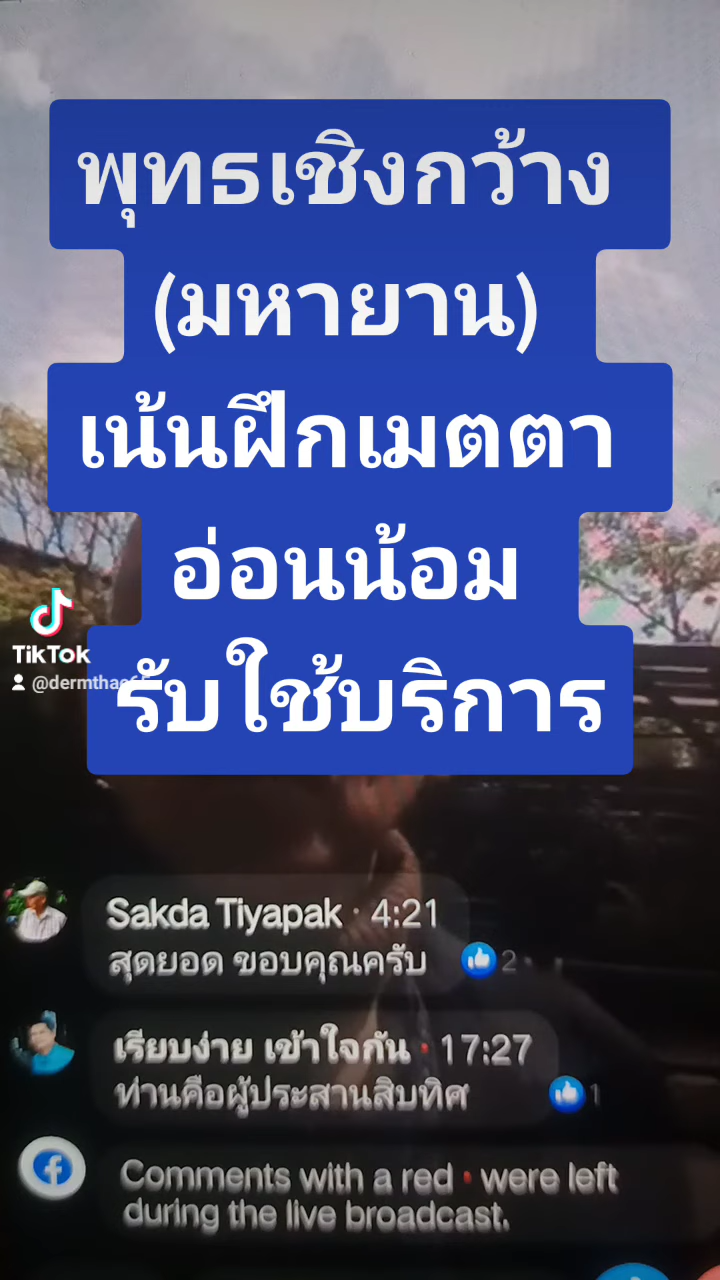 พุทธเชิงกว้าง
(มหายาน)
เน้นฝึกเมตตา
อ่อนน้อม
รับใช้บริการ
TikTok
Sakda Tiyapak · 4:21
สุดยอด ขอบคุณครับ 2
เรียบง่าย เข้าใจกัน • 17:27
ท่านคือผู้ประสานสิบทิศ 1
Comments with a red • were left
during the live broadcast.